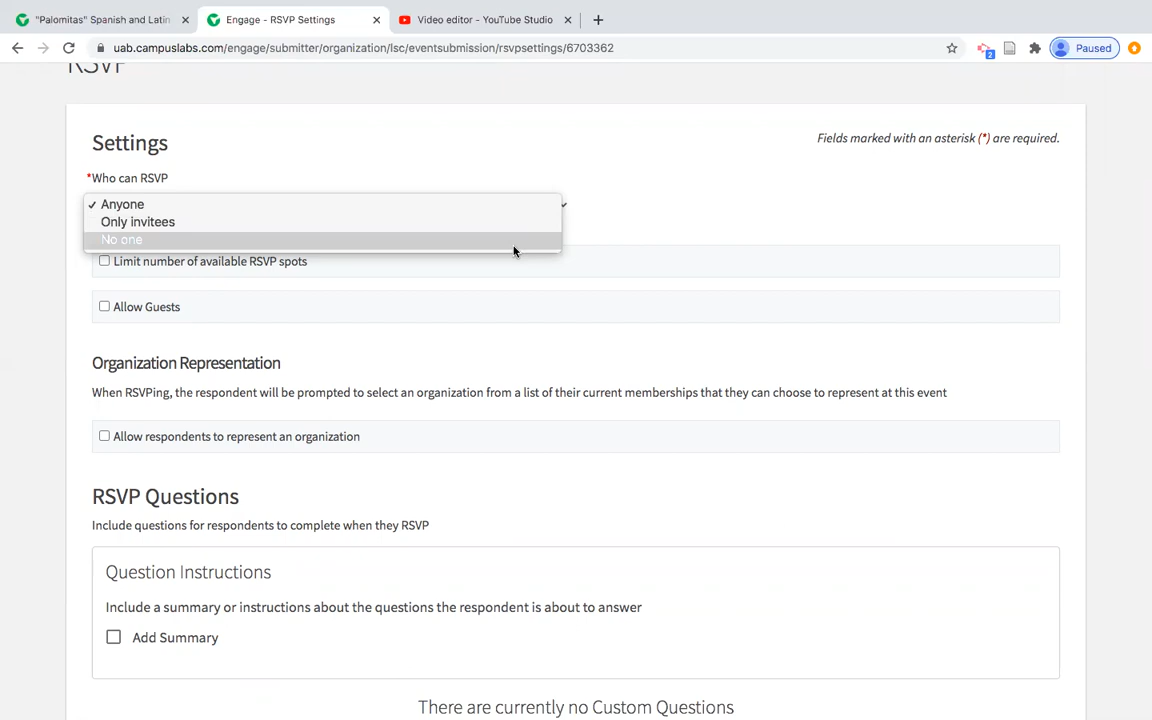 "Palomitas" Spanish and Latin
Engage - RSVP Settings
Video editor - YouTube Studio
uab.campuslabs.com/engage/submitter/organization/lsc/eventsubmission/rsvpsettings/6703362
2
Paused
RSVP
Settings
Fields marked with an asterisk (*) are required.
*Who can RSVP
✓ Anyone
Only invitees
No one
Limit number of available RSVP spots
Allow Guests
Organization Representation
When RSVPing, the respondent will be prompted to select an organization from a list of their current memberships that they can choose to represent at this event
Allow respondents to represent an organization
RSVP Questions
Include questions for respondents to complete when they RSVP
Question Instructions
Include a summary or instructions about the questions the respondent is about to answer
Add Summary
There are currently no Custom Questions